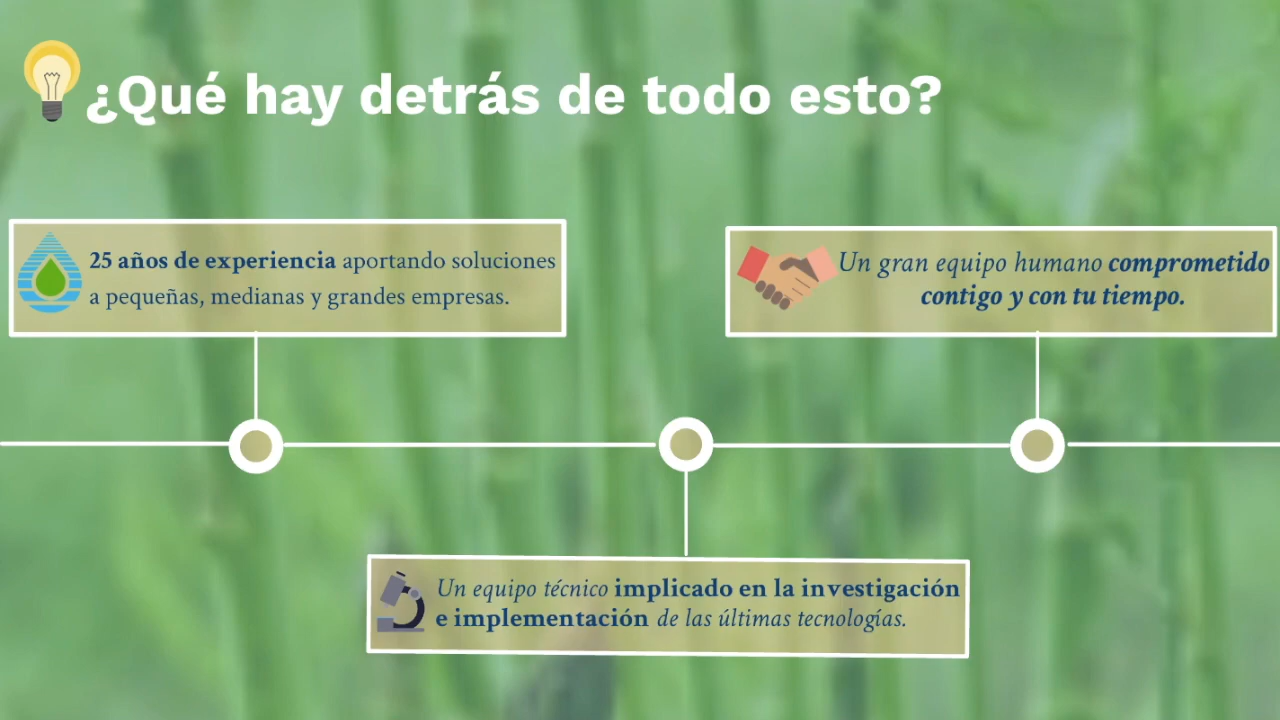 ¿Qué hay detrás de todo esto?
25 años de experiencia aportando soluciones
a pequeñas, medianas y grandes empresas.
Un gran equipo humano comprometido
contigo y con tu tiempo.
Un equipo técnico implicado en la investigación
e implementación de las últimas tecnologías.